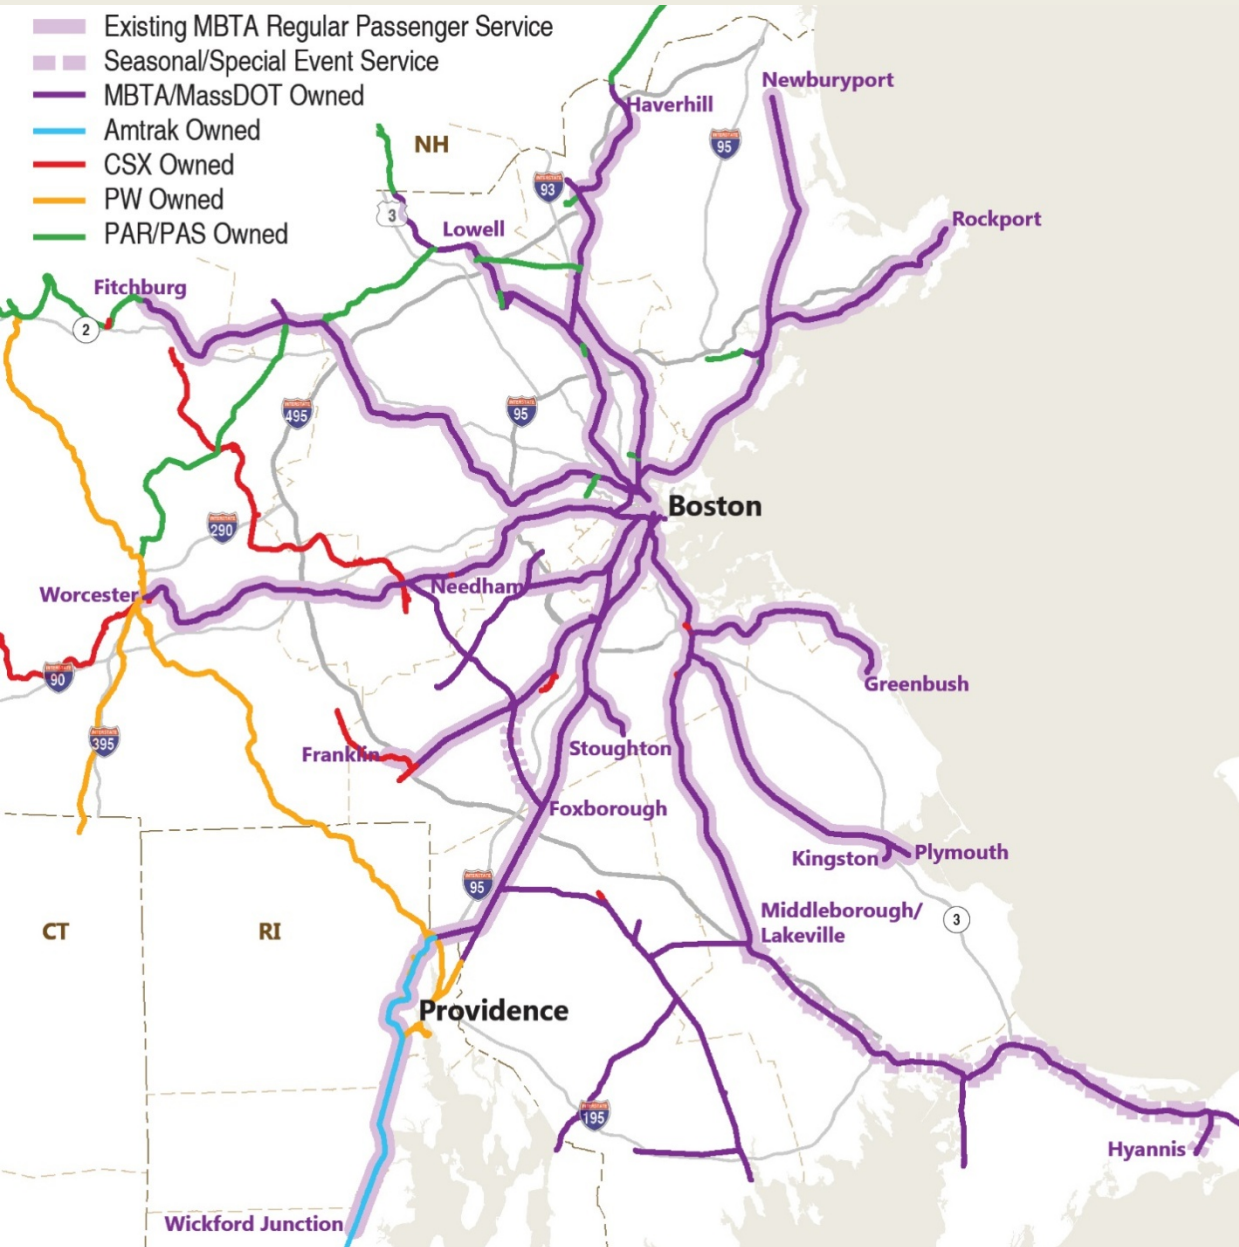 Existing MBTA Regular Passenger Service
Seasonal/Special Event Service
MBTA/MassDOT Owned
Amtrak Owned
CSX Owned
PW Owned
PAR/PAS Owned
Newburyport
Haverhill
NH
95
93
3
Lowell
Rockport
Fitchburg
2
495
95
Boston
290
Needham
Worcester
90
Greenbush
395
Franklin
Stoughton
Foxborough
Kingston
Plymouth
95
Middleborough/
Lakeville
3
CT
RI
Providence
195
Hyannis
Wickford Junction